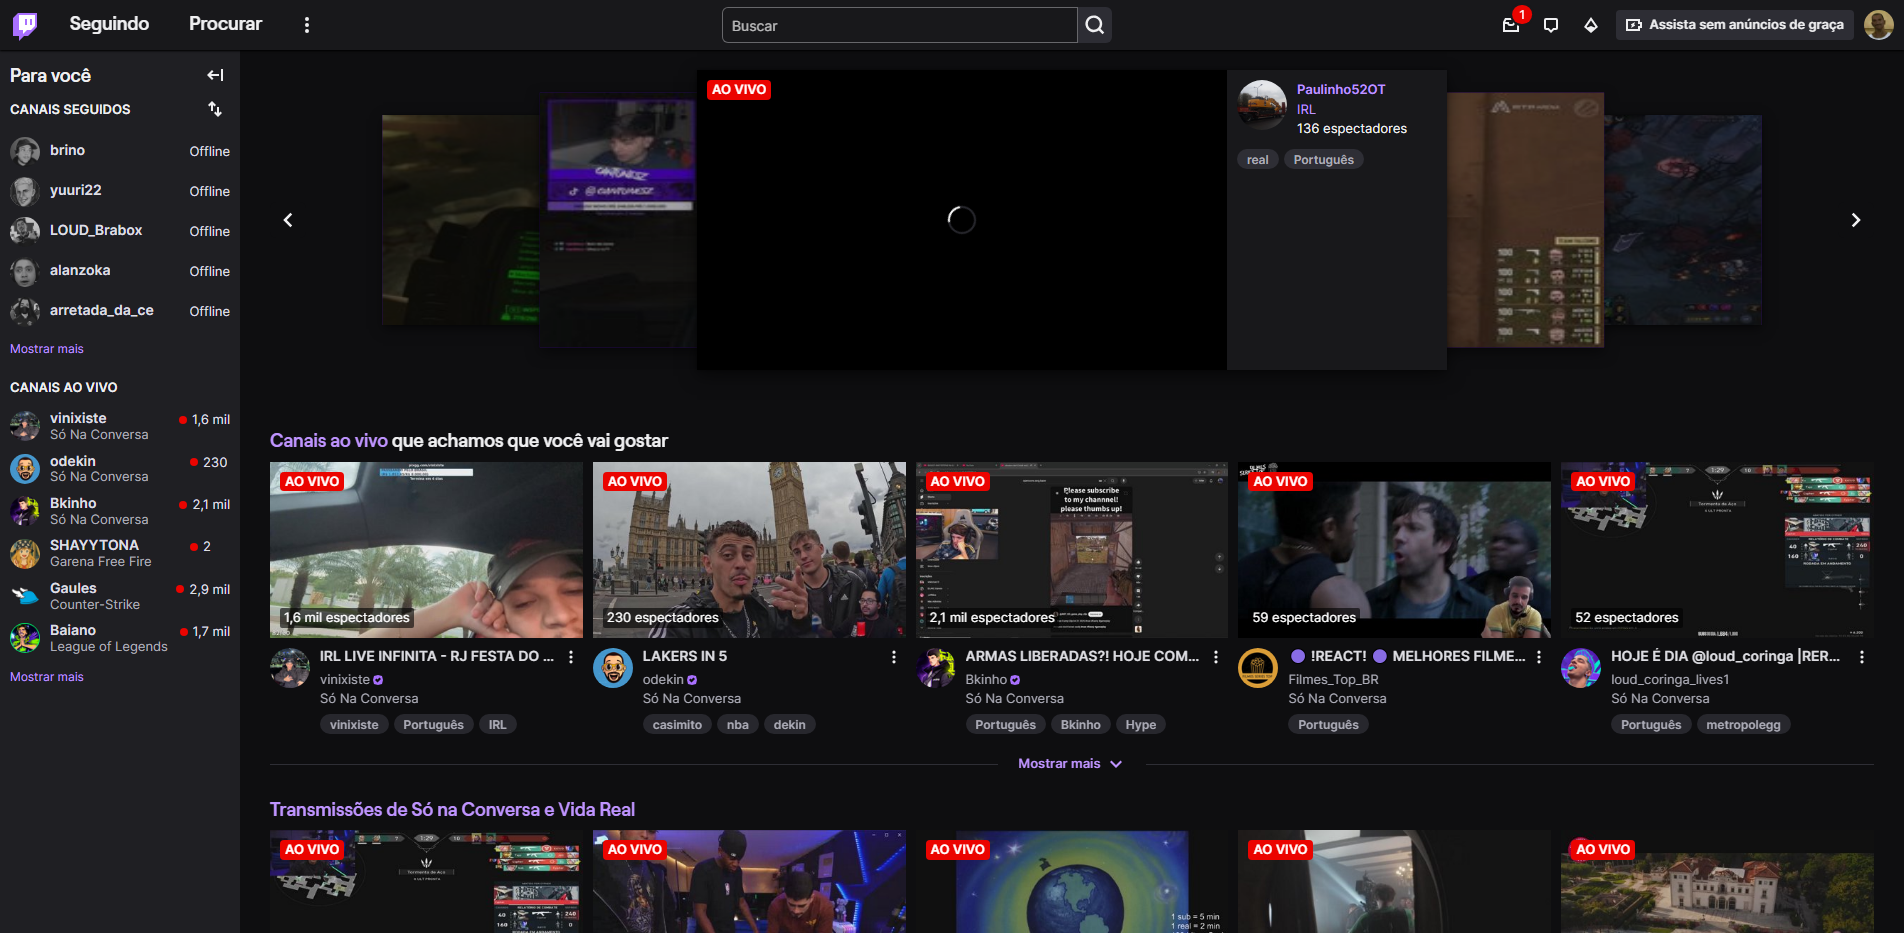 Seguindo
Procurar
Buscar
1
Assista sem anúncios de graça
Para você
CANAIS SEGUIDOS
brino
Offline
yuuri22
Offline
LOUD_Brabox
Offline
alanzoka
Offline
arretada_da_ce
Offline
Mostrar mais
CANAIS AO VIVO
vinixiste
1,6 mil
Só Na Conversa
odekin
230
Só Na Conversa
Bkinho
2,1 mil
Só Na Conversa
SHAYYTONA
2
Garena Free Fire
Gaules
2,9 mil
Counter-Strike
Baiano
1,7 mil
League of Legends
Mostrar mais
AO VIVO
Paulinho52OT
IRL
136 espectadores
real
Português
Canais ao vivo que achamos que você vai gostar
AO VIVO
1,6 mil espectadores
IRL LIVE INFINITA - RJ FESTA DO ...
vinixiste
Só Na Conversa
vinixiste
Português
IRL
AO VIVO
230 espectadores
LAKERS IN 5
odekin
Só Na Conversa
casimito
nba
dekin
AO VIVO
Please subscribe
to my channel!
please thumbs up!
2,1 mil espectadores
ARMAS LIBERADAS?! HOJE COM...
Bkinho
Só Na Conversa
Português
Bkinho
Hype
AO VIVO
59 espectadores
!REACT! MELHORES FILME...
Filmes_Top_BR
Só Na Conversa
Português
AO VIVO
1:29
52 espectadores
HOJE É DIA @loud_coringa |RER...
loud_coringa_lives1
Só Na Conversa
Português
metropolegg
Mostrar mais
Transmissões de Só na Conversa e Vida Real
AO VIVO
1:29
AO VIVO
AO VIVO
1 sub = 5 min
1 real = 2 min
AO VIVO
AO VIVO